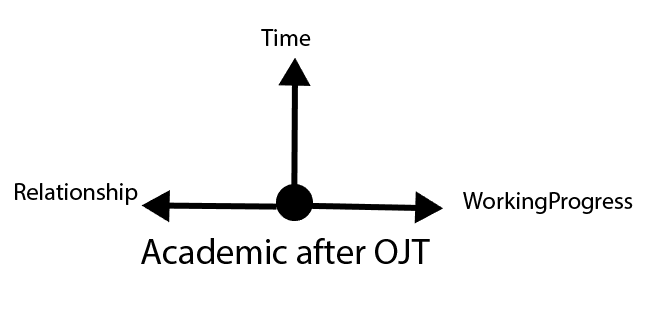 Time
Relationship
WorkingProgress
Academic after OJT